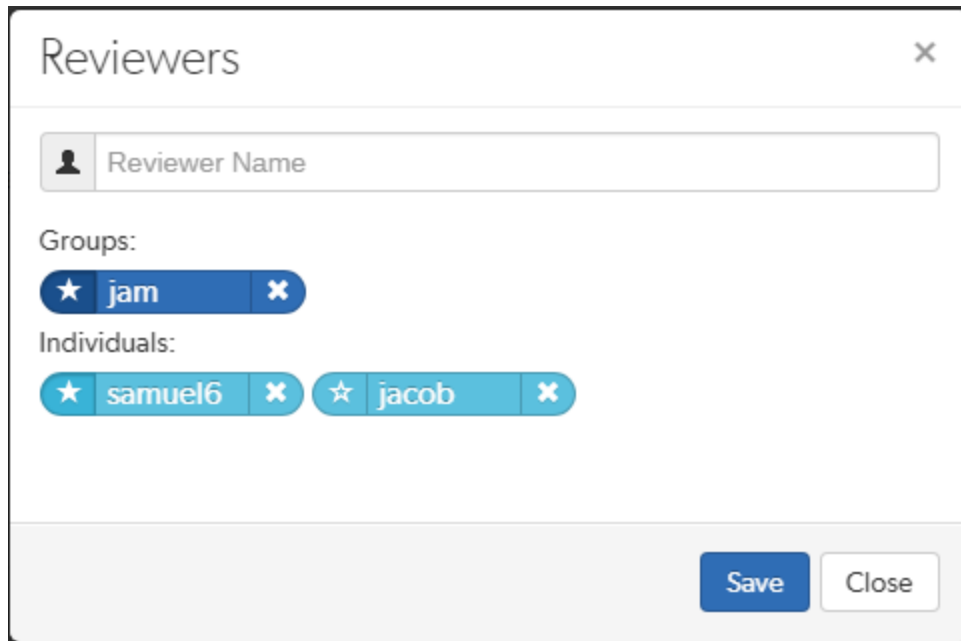 Reviewers
Reviewer Name
Groups:
jam
Individuals:
samuel6 jacob
Save Close